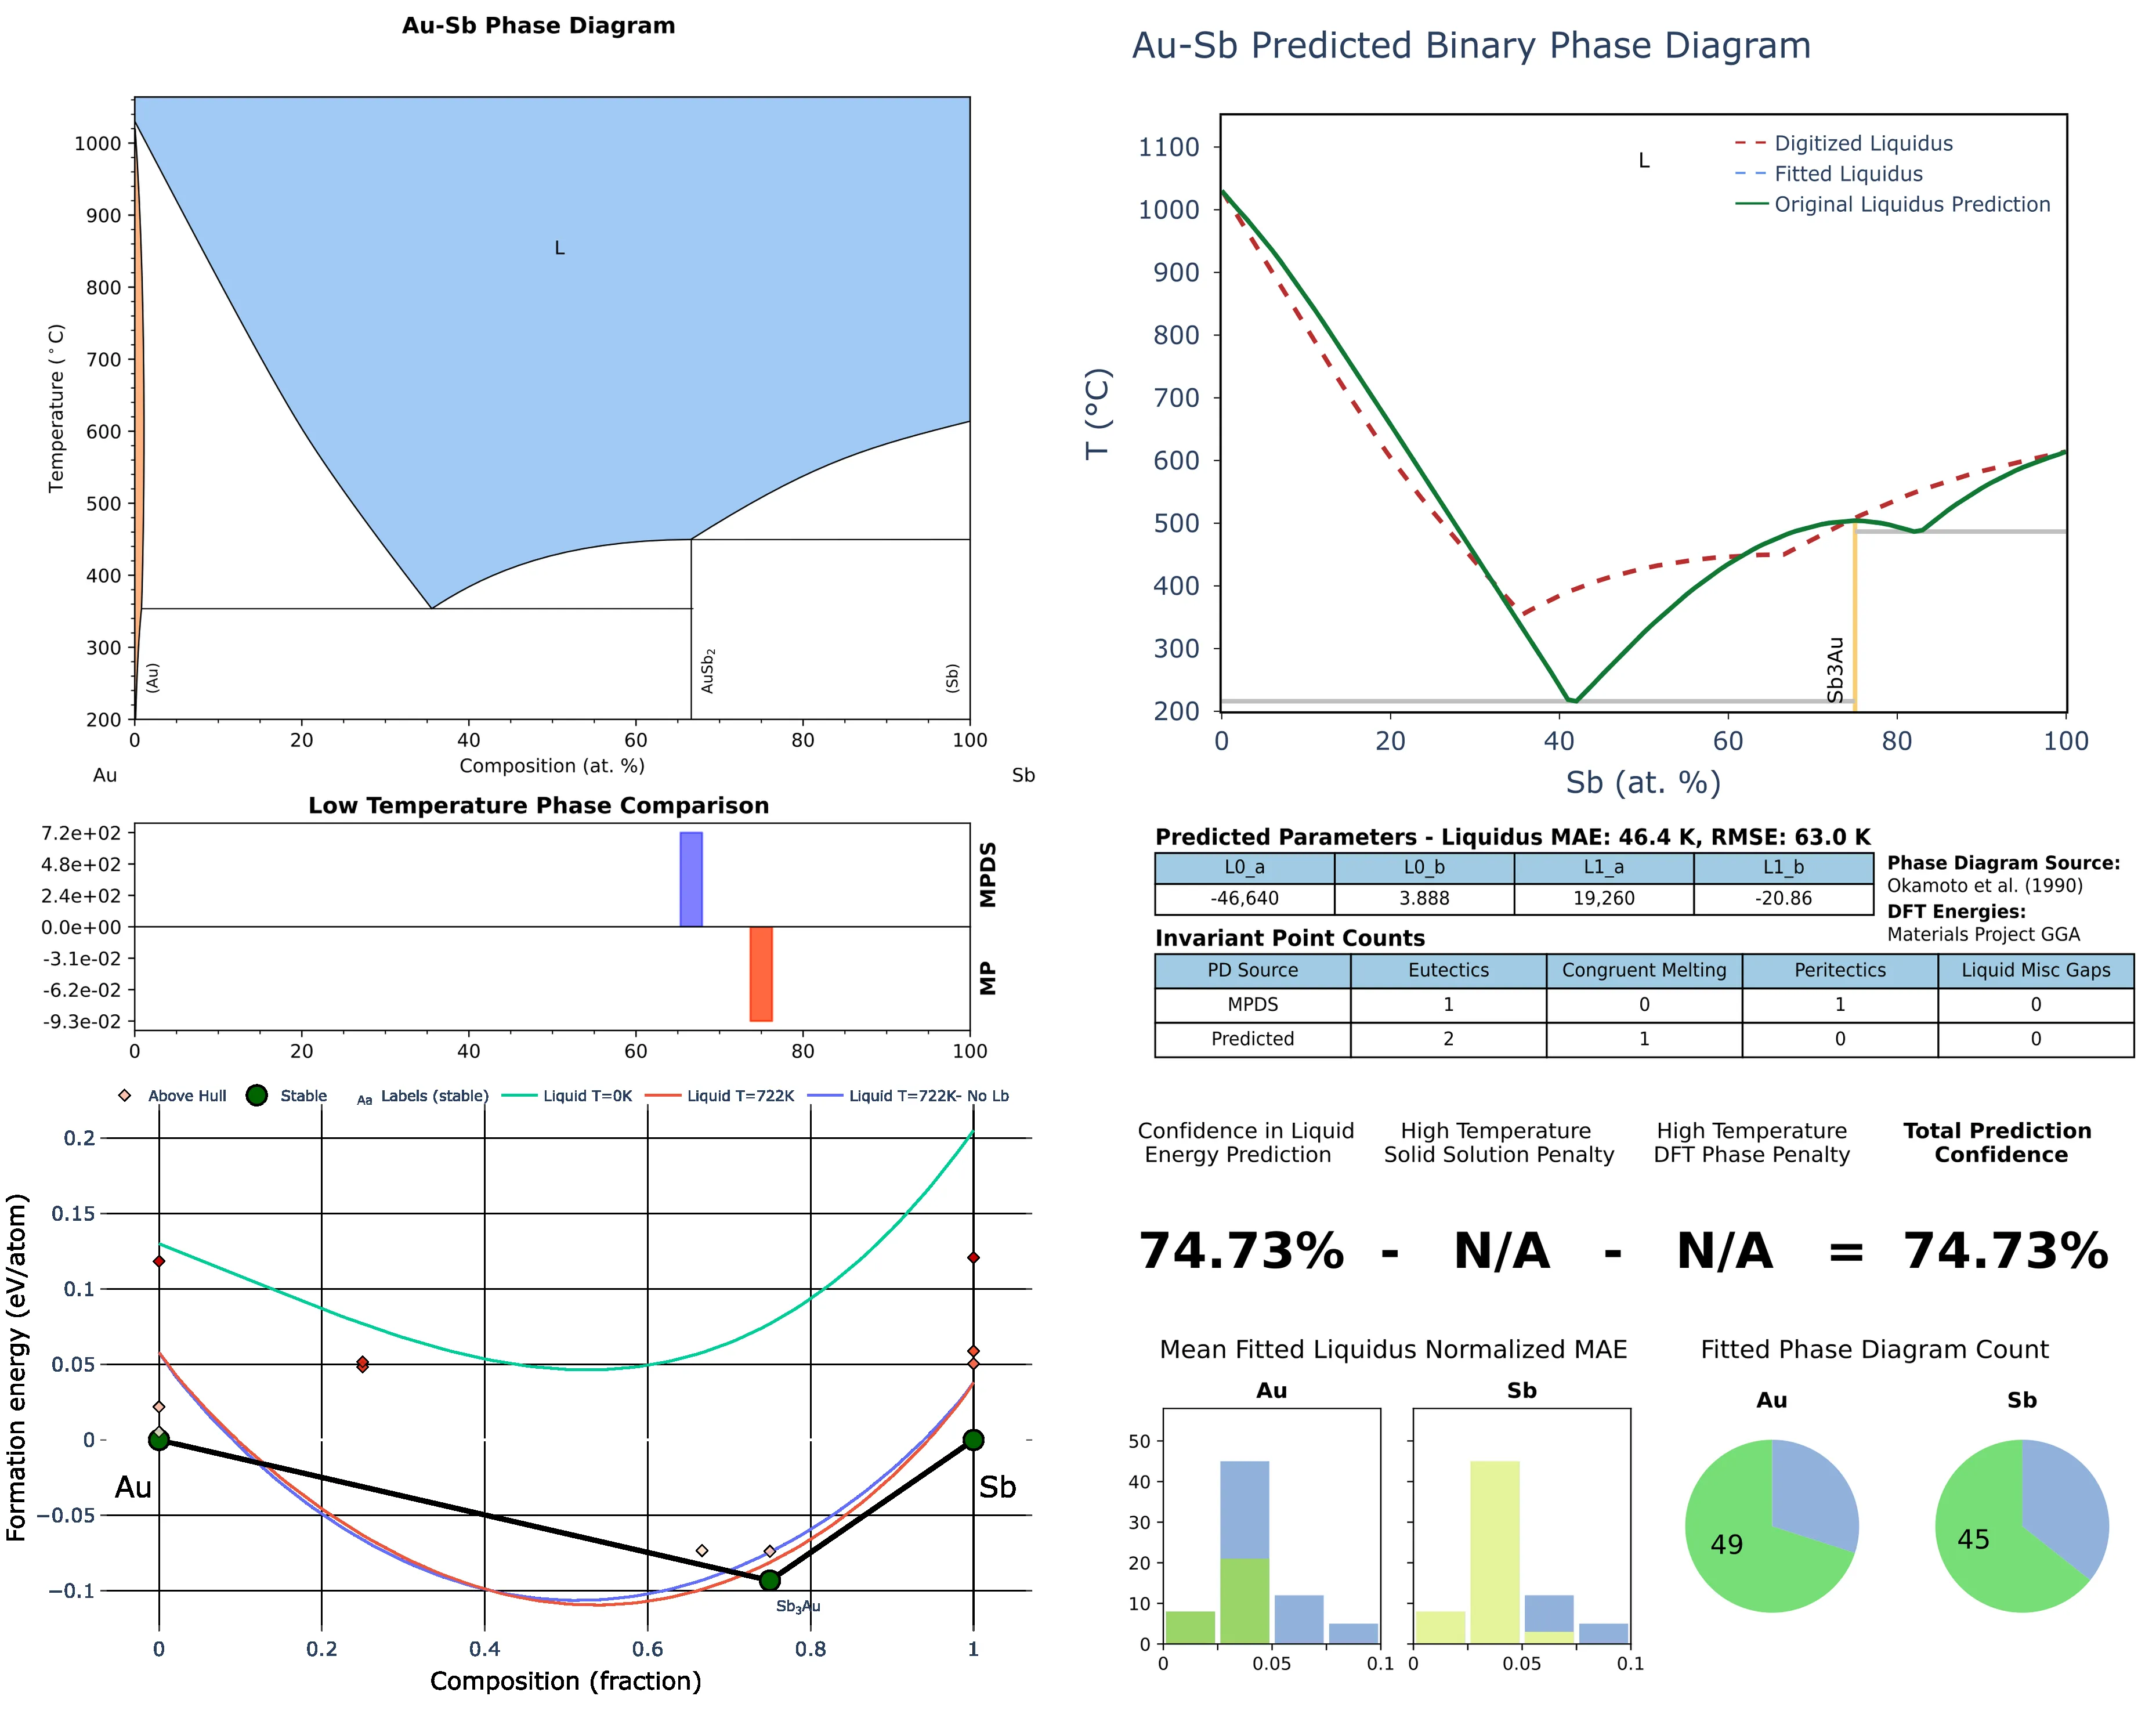 Au-Sb Phase Diagram
1000
900
800
700
600
500
400
300
200
Temperature (°C)
L
(Au)
AuSb₂
(Sb)
0 20 40 60 80 100
Composition (at. %)
Au Sb
Au-Sb Predicted Binary Phase Diagram
L
Digitized Liquidus
Fitted Liquidus
Original Liquidus Prediction
1100
1000
900
800
700
600
500
400
300
200
T (°C)
Sb3Au
0 20 40 60 80 100
Sb (at. %)
Low Temperature Phase Comparison
7.2e+02
4.8e+02
2.4e+02
0.0e+00
-3.1e-02
-6.2e-02
-9.3e-02
MPDS
MP
0 20 40 60 80 100
Predicted Parameters - Liquidus MAE: 46.4 K, RMSE: 63.0 K
L0_a L0_b L1_a L1_b
-46,640 3.888 19,260 -20.86
Phase Diagram Source:
Okamoto et al. (1990)
DFT Energies:
Materials Project GGA
Invariant Point Counts
PD Source Eutectics Congruent Melting Peritectics Liquid Misc Gaps
MPDS 1 0 1 0
Predicted 2 1 0 0
Above Hull Stable Aa Labels (stable) Liquid T=0K Liquid T=722K Liquid T=722K- No Lb
0.2
0.15
0.1
0.05
0
−0.05
−0.1
Formation energy (eV/atom)
Au
Sb
Sb₃Au
0 0.2 0.4 0.6 0.8 1
Composition (fraction)
Confidence in Liquid
Energy Prediction
High Temperature
Solid Solution Penalty
High Temperature
DFT Phase Penalty
Total Prediction
Confidence
74.73% - N/A - N/A = 74.73%
Mean Fitted Liquidus Normalized MAE
Au
Sb
50
40
30
20
10
0
0 0.05 0.1
0 0.05 0.1
Fitted Phase Diagram Count
Au
Sb
49
45